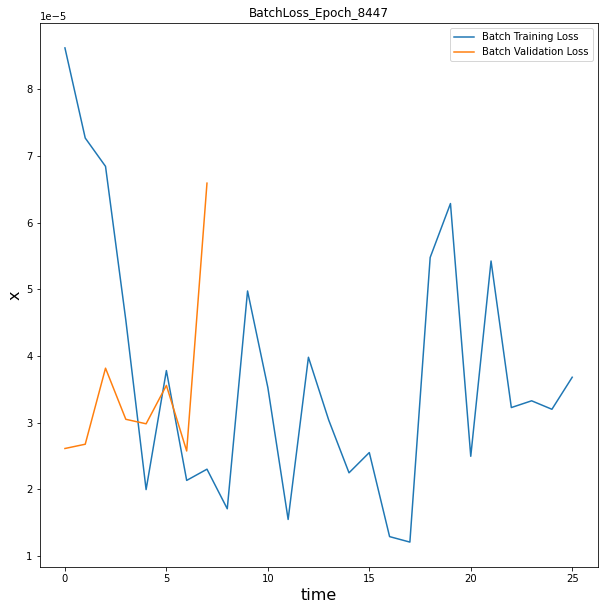 BatchLoss_Epoch_8447
1e−5
Batch Training Loss
Batch Validation Loss
8
7
6
5
4
3
2
1
x
0 5 10 15 20 25
time